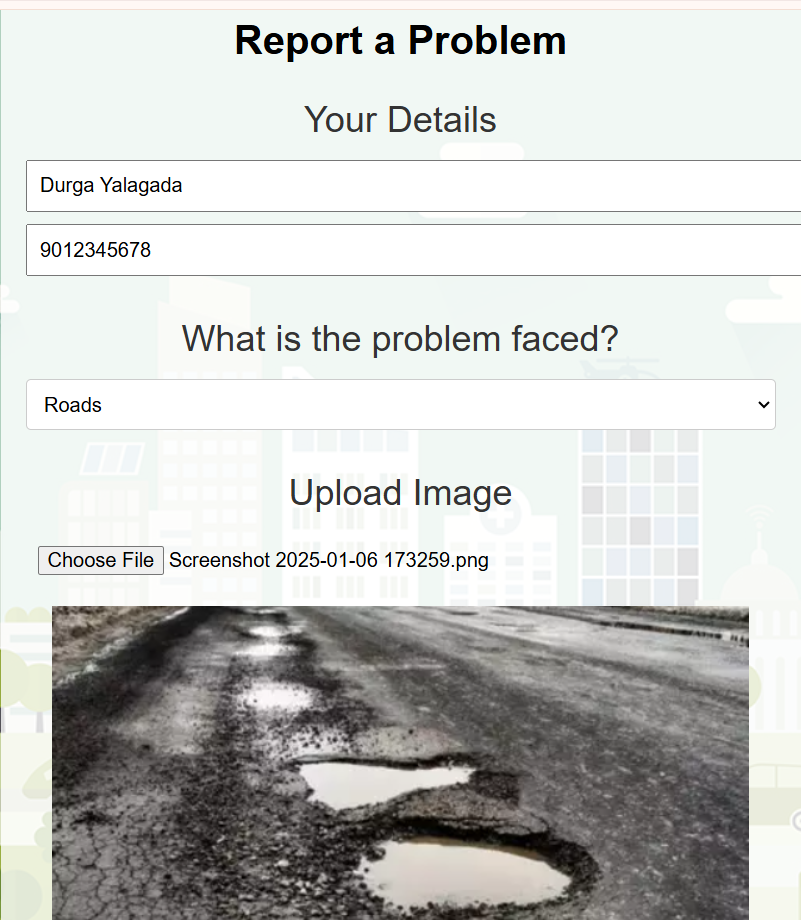 Report a Problem
Your Details
Durga Yalagada
9012345678
What is the problem faced?
Roads
Upload Image
Choose File Screenshot 2025-01-06 173259.png